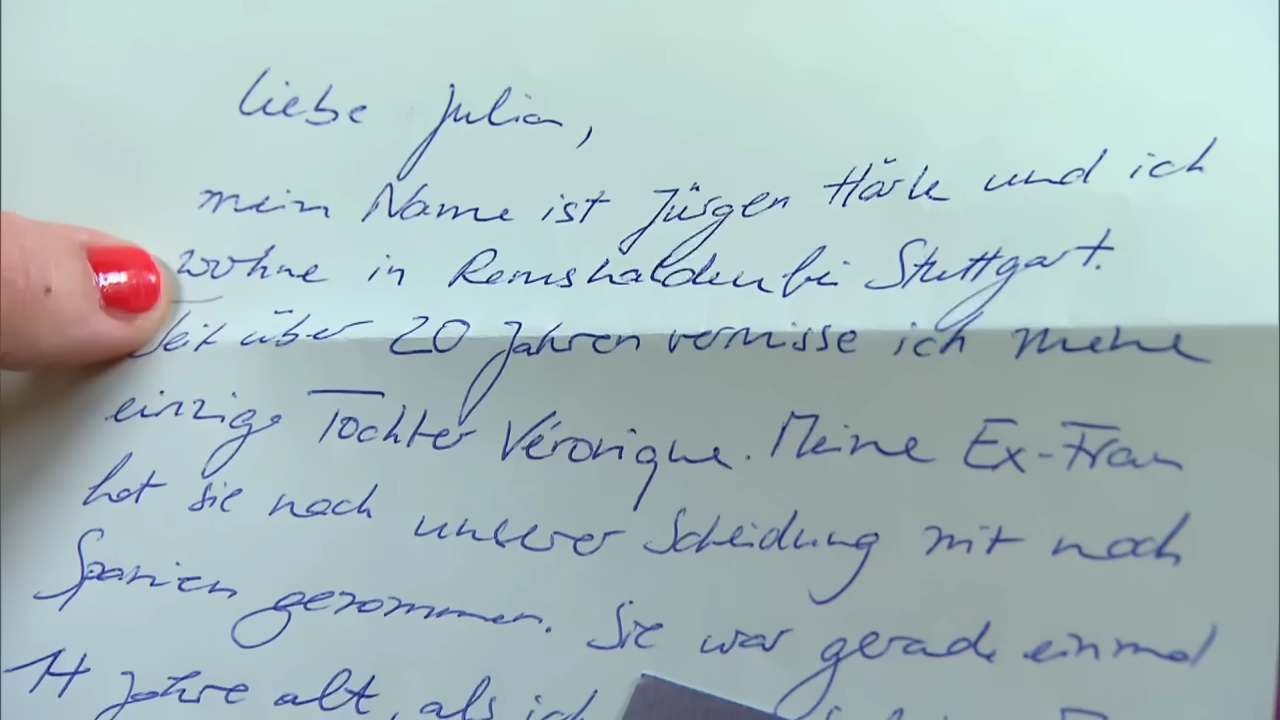 Liebe Julia,
mein Name ist Jürgen Härle und ich
wohne in Remshalden bei Stuttgart.
Seit über 20 Jahren vermisse ich meine
einzige Tochter Véronique. Meine Ex-Frau
hat sie nach unserer Scheidung mit nach
Spanien genommen. Sie war gerade einmal
14 Jahre alt, als ich